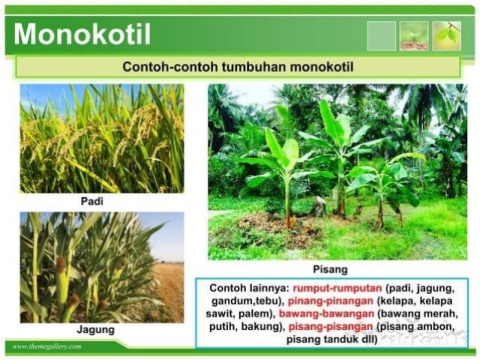 Monokotil
Contoh-contoh tumbuhan monokotil
Padi
Jagung
Pisang
Contoh lainnya: rumput-rumputan (padi, jagung,
gandum,tebu), pinang-pinangan (kelapa, kelapa
sawit, palem), bawang-bawangan (bawang merah,
putih, bakung), pisang-pisangan (pisang ambon,
pisang tanduk dll)
www.themegallery.com